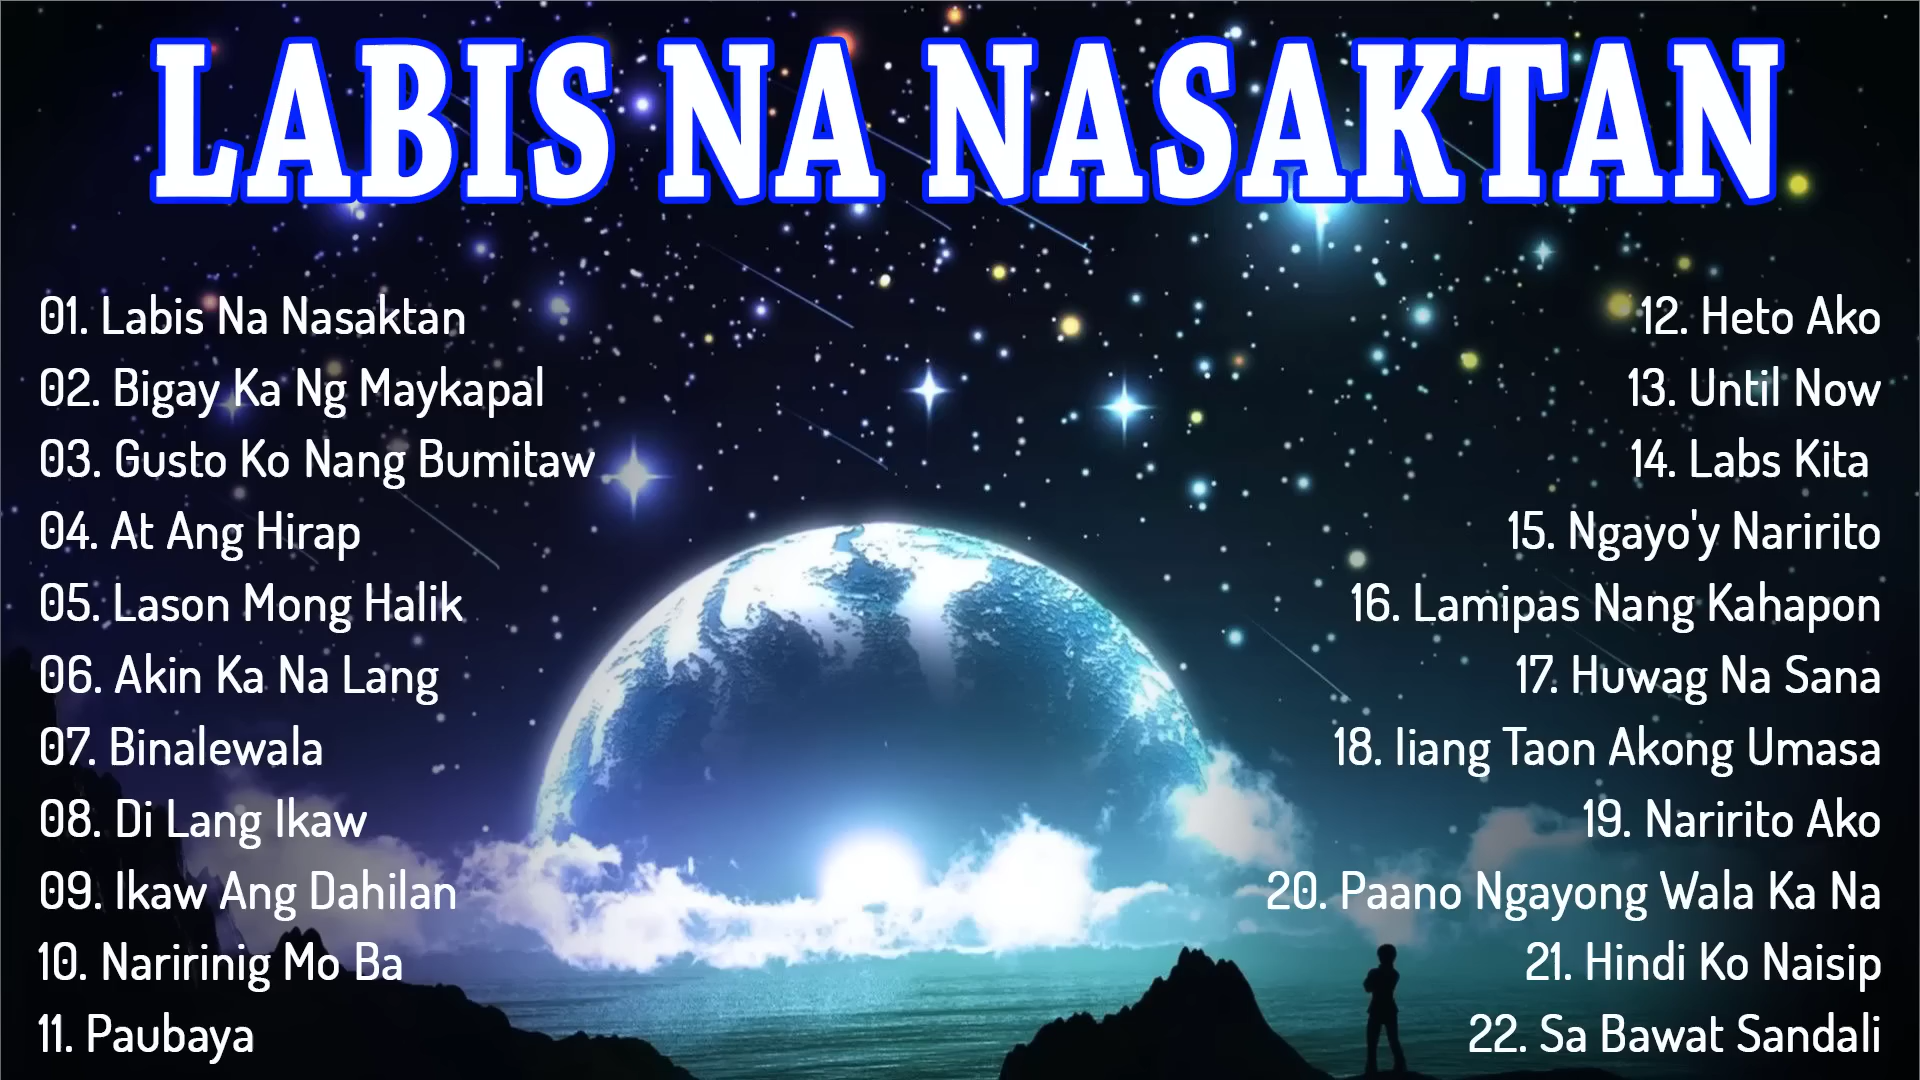 LABIS NA NASAKTAN
01. Labis Na Nasaktan
02. Bigay Ka Ng Maykapal
03. Gusto Ko Nang Bumitaw
04. At Ang Hirap
05. Lason Mong Halik
06. Akin Ka Na Lang
07. Binalewala
08. Di Lang Ikaw
09. Ikaw Ang Dahilan
10. Naririnig Mo Ba
11. Paubaya
12. Heto Ako
13. Until Now
14. Labs Kita
15. Ngayo'y Naririto
16. Lamipas Nang Kahapon
17. Huwag Na Sana
18. Iiang Taon Akong Umasa
19. Naririto Ako
20. Paano Ngayong Wala Ka Na
21. Hindi Ko Naisip
22. Sa Bawat Sandali